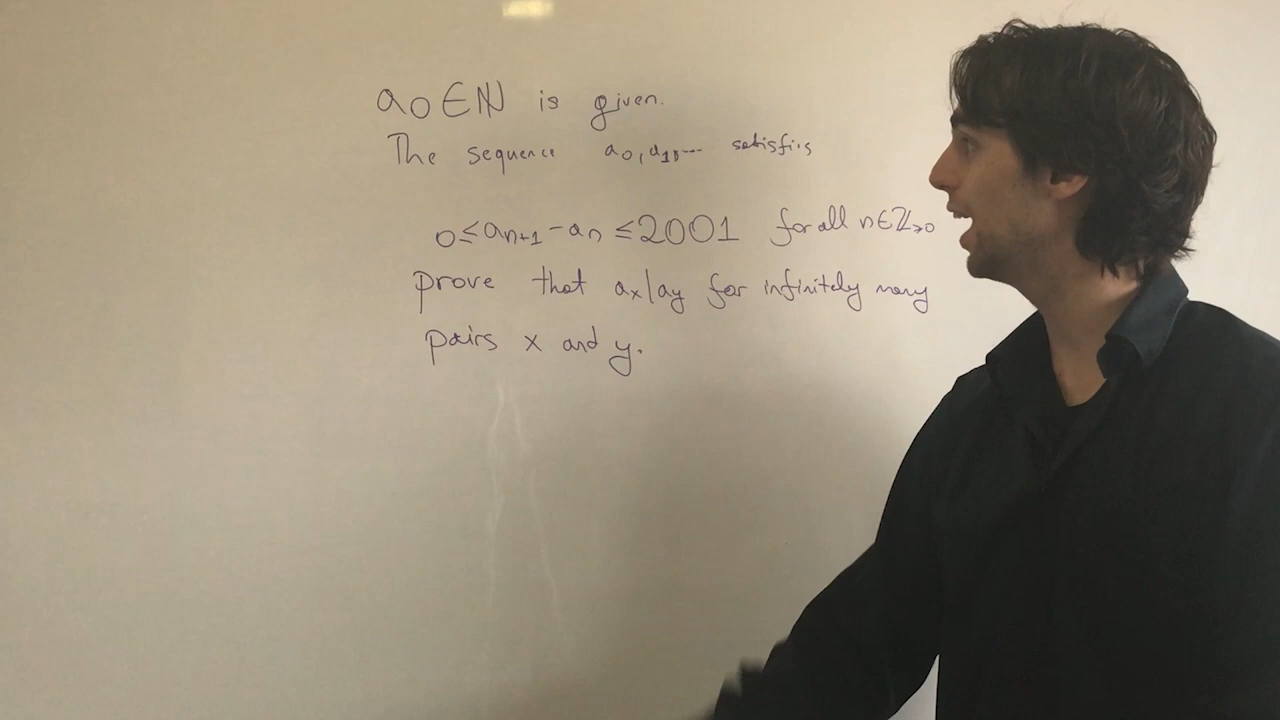 a₀∈ℕ is given.
The sequence a₀,a₁,... satisfies
0≤aₙ₊₁-aₙ≤2001 for all n∈ℤ≥₀
prove that aₓ|a_y for infinitely many
pairs x and y.